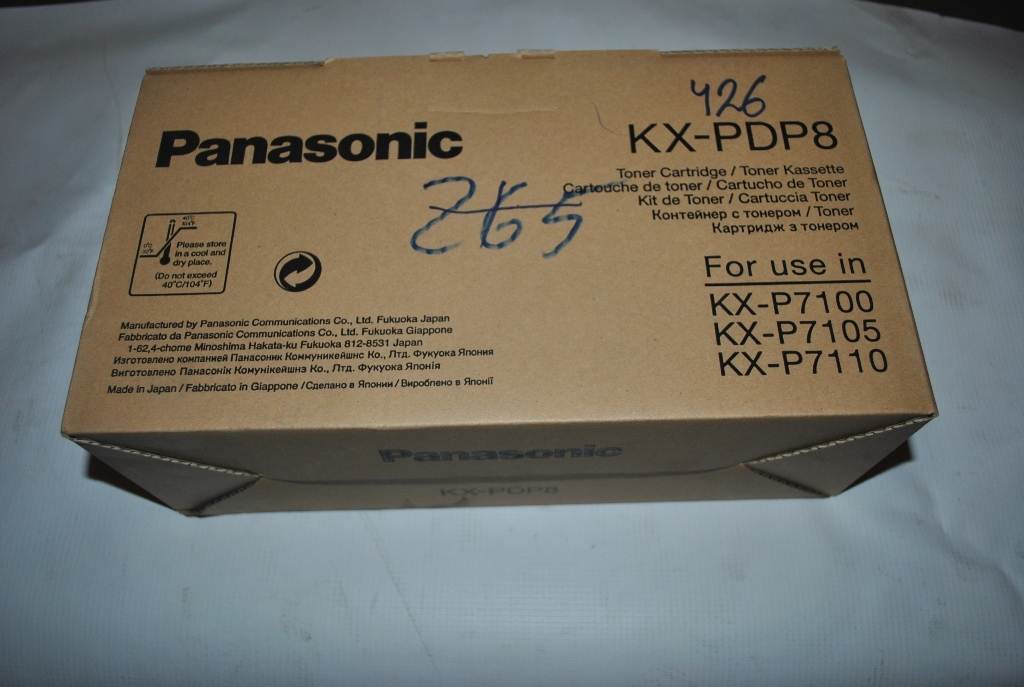 426
Panasonic
KX-PDP8
Toner Cartridge / Toner Kassette
Cartouche de toner / Cartucho de Toner
Kit de Toner / Cartuccia Toner
Контейнер с тонером / Toner
Картридж з тонером
265
40°C
104°F
0°C
32°F
Please store
in a cool and
dry place.
(Do not exceed
40°C/104°F)
For use in
KX-P7100
KX-P7105
KX-P7110
Manufactured by Panasonic Communications Co., Ltd. Fukuoka Japan
Fabbricato da Panasonic Communications Co., Ltd. Fukuoka Giappone
1-62,4-chome Minoshima Hakata-ku Fukuoka 812-8531 Japan
Изготовлено компанией Панасоник Коммуникейшнс Ко., Лтд. Фукуока Япония
Виготовлено Панасонік Комунікейшнз Ко., Лтд. Фукуока Японія
Made in Japan / Fabbricato in Giappone / Сделано в Японии / Вироблено в Японії
Panasonic
KX-PDP8